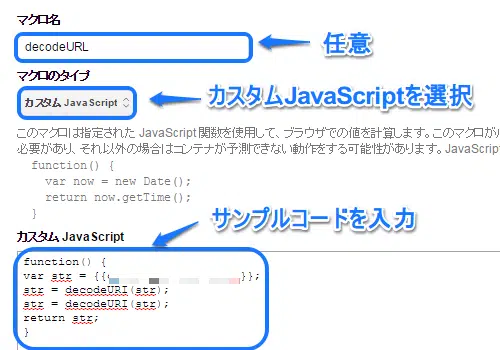 マクロ名
decodeURL
任意
マクロのタイプ
カスタム JavaScript
カスタムJavaScriptを選択
このマクロは指定された JavaScript 関数を使用して、ブラウザでの値を計算します。このマクロが
必要があり、それ以外の場合はコンテナが予測できない動作をする可能性があります。JavaScript
function() {
var now = new Date();
return now.getTime();
}
サンプルコードを入力
カスタム JavaScript
function() {
var str = {{ }};
str = decodeURI(str);
str = decodeURI(str);
return str;
}